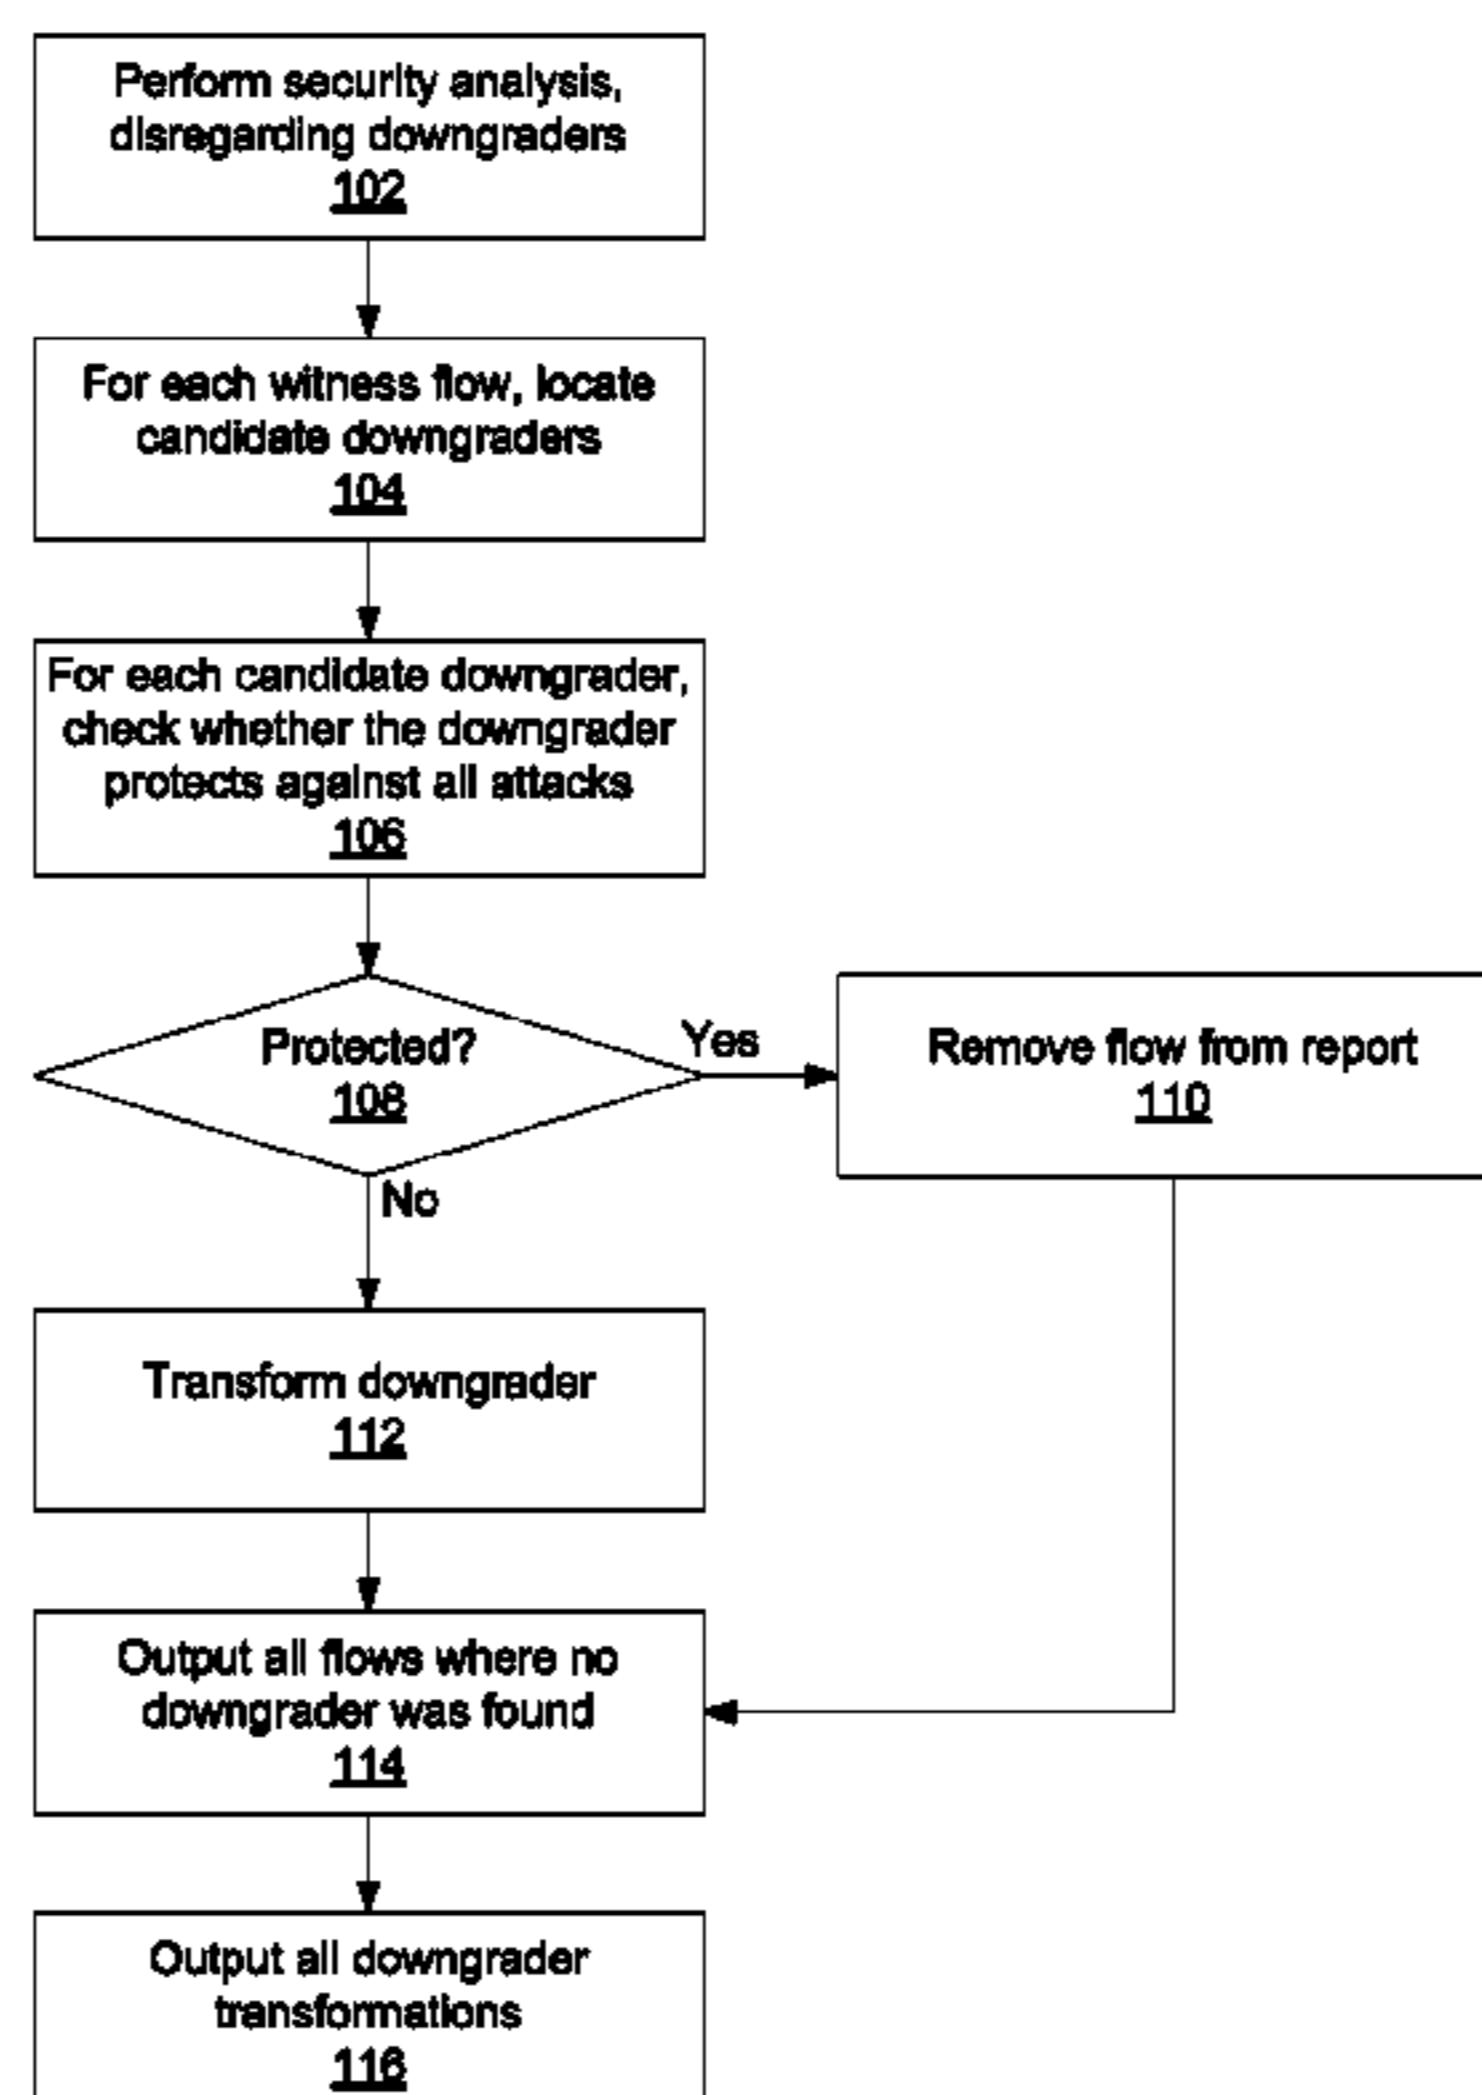 Perform security analysis,
disregarding downgraders
102
For each witness flow, locate
candidate downgraders
104
For each candidate downgrader,
check whether the downgrader
protects against all attacks
106
Protected?
108
Yes
Remove flow from report
110
No
Transform downgrader
112
Output all flows where no
downgrader was found
114
Output all downgrader
transformations
116